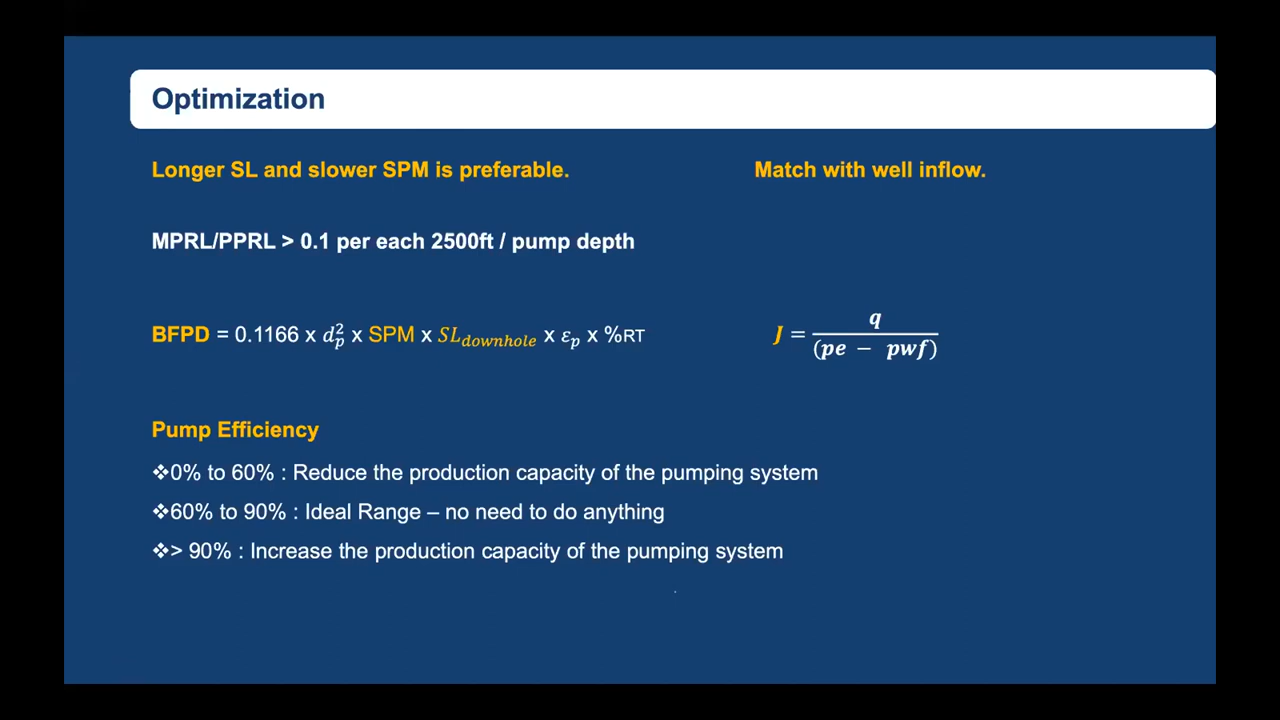 Optimization
Longer SL and slower SPM is preferable.
Match with well inflow.
MPRL/PPRL > 0.1 per each 2500ft / pump depth
BFPD = 0.1166 x d_p^2 x SPM x SL_downhole x ε_p x %RT
J = q / (pe − pwf)
Pump Efficiency
❖0% to 60% : Reduce the production capacity of the pumping system
❖60% to 90% : Ideal Range – no need to do anything
❖> 90% : Increase the production capacity of the pumping system